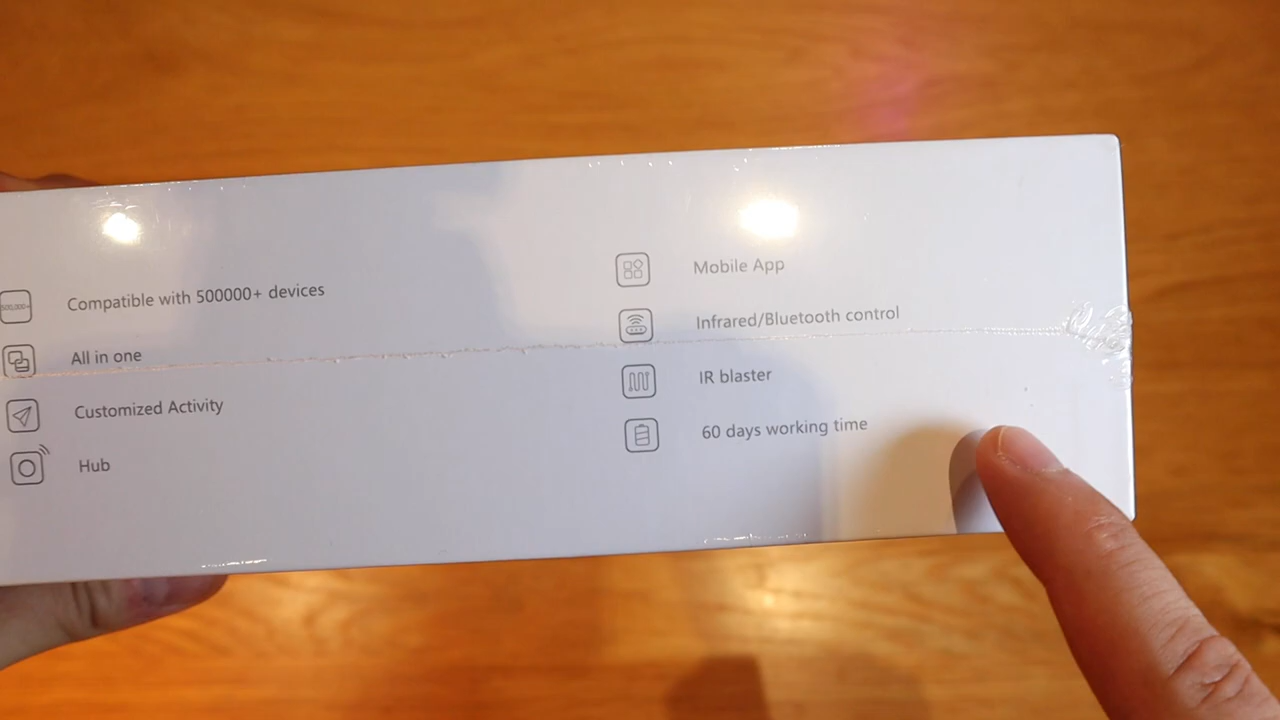 Compatible with 500000+ devices
All in one
Customized Activity
Hub
Mobile App
Infrared/Bluetooth control
IR blaster
60 days working time